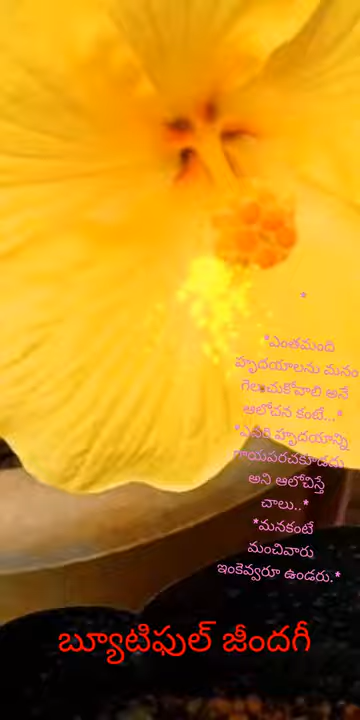 *
*ఎంతమంది
హృదయాలను మనం
గెలుచుకోవాలి అనే
ఆలోచన కంటే...*
*ఎవరి హృదయాన్ని
గాయపరచకూడదు
అని ఆలోచిస్తే
చాలు..*
*మనకంటే
మంచివారు
ఇంకెవ్వరూ ఉండరు.*
బ్యూటిఫుల్ జీందగీ